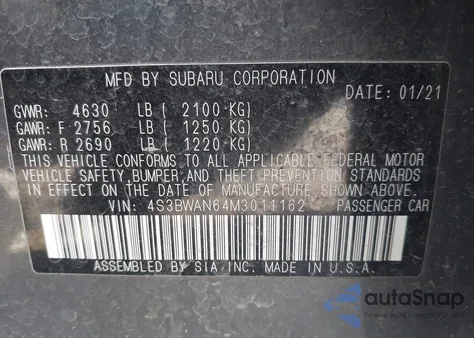 MFD BY SUBARU CORPORATION
DATE: 01/21
GVWR: 4630 LB ( 2100 KG)
GAWR: F 2756 LB ( 1250 KG)
GAWR: R 2690 LB ( 1220 KG)
THIS VEHICLE CONFORMS TO ALL APPLICABLE FEDERAL MOTOR
VEHICLE SAFETY, BUMPER, AND THEFT PREVENTION STANDARDS
IN EFFECT ON THE DATE OF MANUFACTURE SHOWN ABOVE.
VIN: 4S3BWAN64M3011162 PASSENGER CAR
ASSEMBLED BY SIA, INC. MADE IN U.S.A.
autoSnap